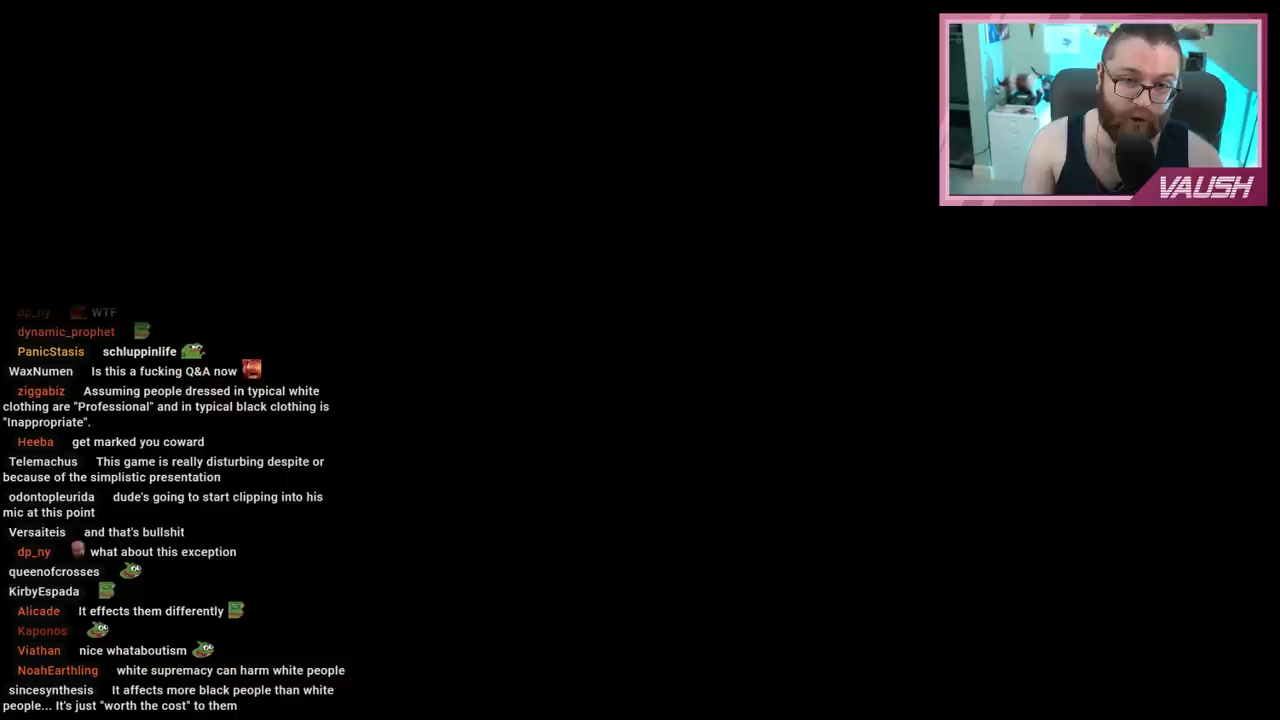 VAUSH
dp_ny WTF
dynamic_prophet
PanicStasis schluppinlife
WaxNumen Is this a fucking Q&A now
ziggabiz Assuming people dressed in typical white
clothing are "Professional" and in typical black clothing is
"Inappropriate".
Heeba get marked you coward
Telemachus This game is really disturbing despite or
because of the simplistic presentation
odontopleurida dude's going to start clipping into his
mic at this point
Versaiteis and that's bullshit
dp_ny what about this exception
queenofcrosses
KirbyEspada
Alicade It effects them differently
Kaponos
Viathan nice whataboutism
NoahEarthling white supremacy can harm white people
sincesynthesis It affects more black people than white
people... It's just "worth the cost" to them